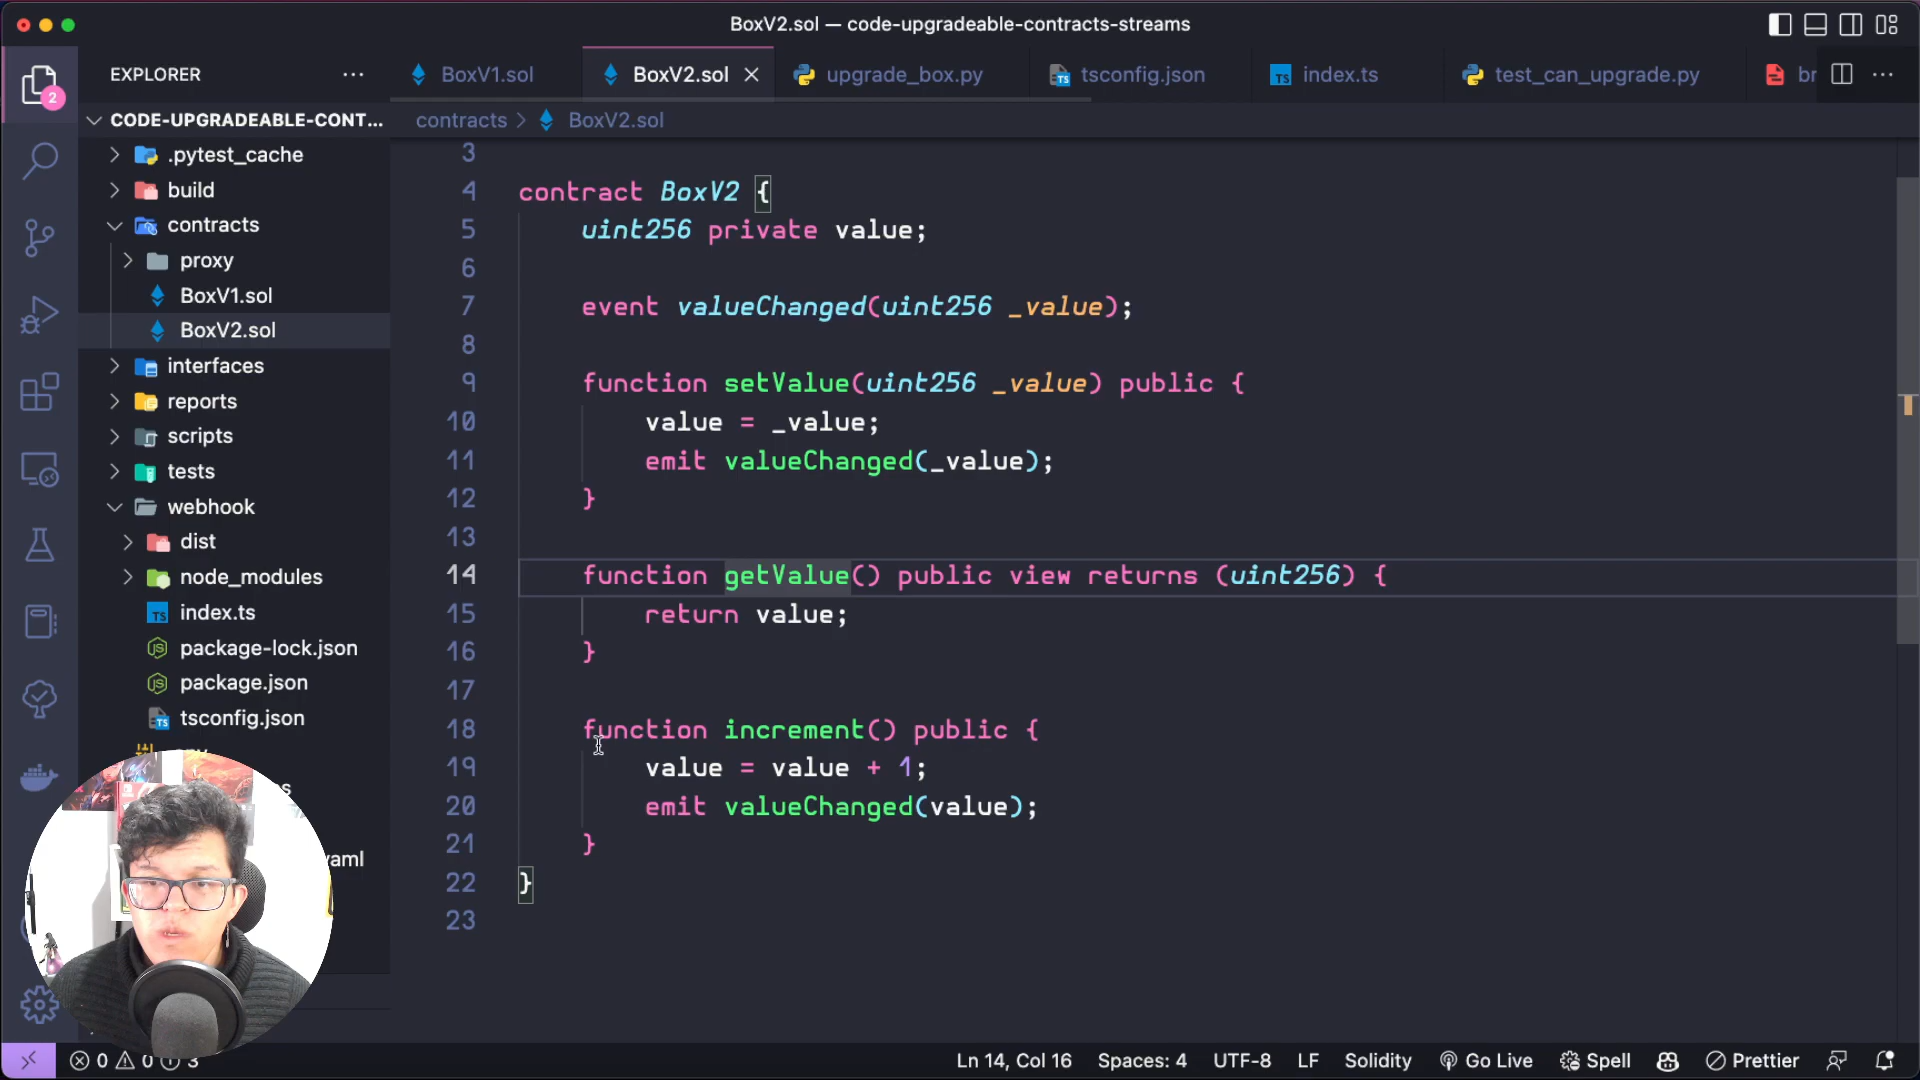 BoxV2.sol — code-upgradeable-contracts-streams
EXPLORER
BoxV1.sol
BoxV2.sol
upgrade_box.py
tsconfig.json
index.ts
test_can_upgrade.py
br
2
CODE-UPGRADEABLE-CONT...
contracts > BoxV2.sol
.pytest_cache
build
contracts
proxy
BoxV1.sol
BoxV2.sol
interfaces
reports
scripts
tests
webhook
dist
node_modules
index.ts
package-lock.json
package.json
tsconfig.json
yaml
3
4 contract BoxV2 {
5 uint256 private value;
6
7 event valueChanged(uint256 _value);
8
9 function setValue(uint256 _value) public {
10 value = _value;
11 emit valueChanged(_value);
12 }
13
14 function getValue() public view returns (uint256) {
15 return value;
16 }
17
18 function increment() public {
19 value = value + 1;
20 emit valueChanged(value);
21 }
22 }
23
0 0 3 Ln 14, Col 16 Spaces: 4 UTF-8 LF Solidity Go Live Spell Prettier